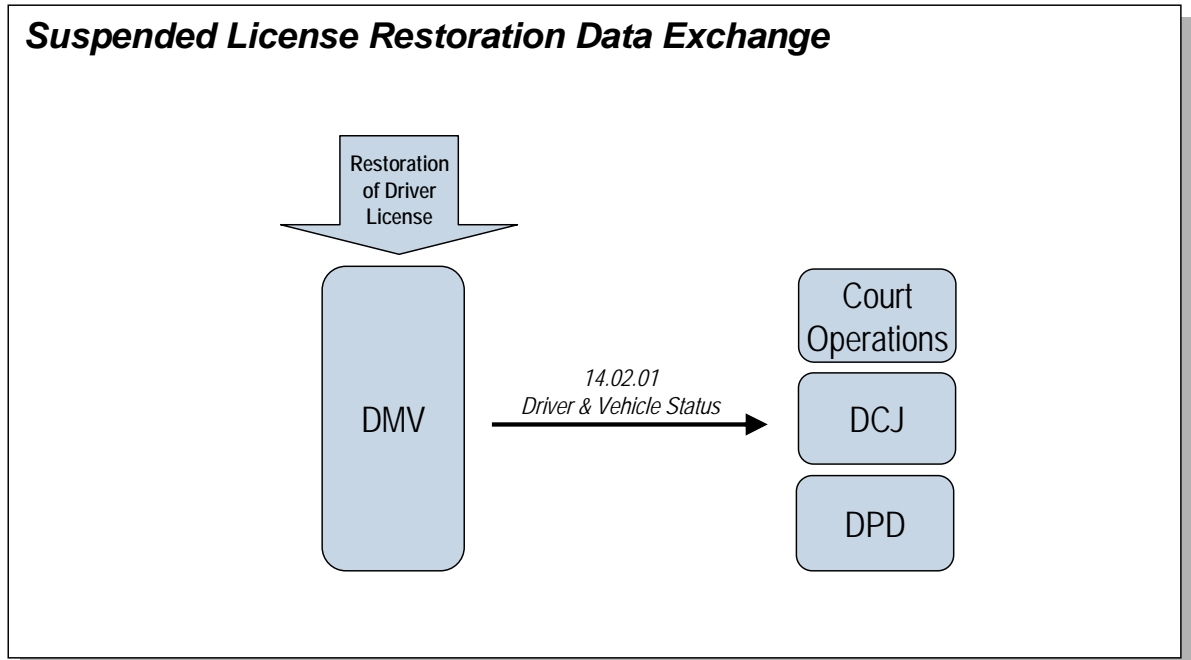 Suspended License Restoration Data Exchange
Restoration
of Driver
License
DMV
14.02.01
Driver & Vehicle Status
Court
Operations
DCJ
DPD